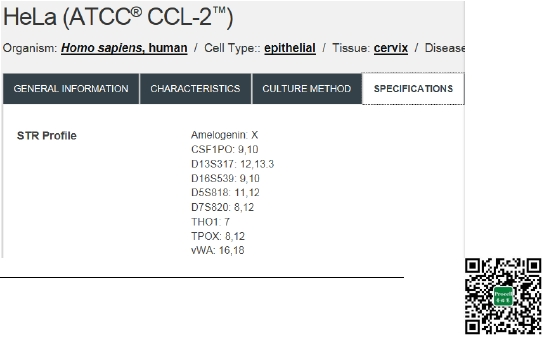 HeLa (ATCC® CCL-2™)
Organism: Homo sapiens, human / Cell Type:: epithelial / Tissue: cervix / Disease
GENERAL INFORMATION CHARACTERISTICS CULTURE METHOD SPECIFICATIONS
STR Profile Amelogenin: X
CSF1PO: 9,10
D13S317: 12,13.3
D16S539: 9,10
D5S818: 11,12
D7S820: 8,12
THO1: 7
TPOX: 8,12
vWA: 16,18